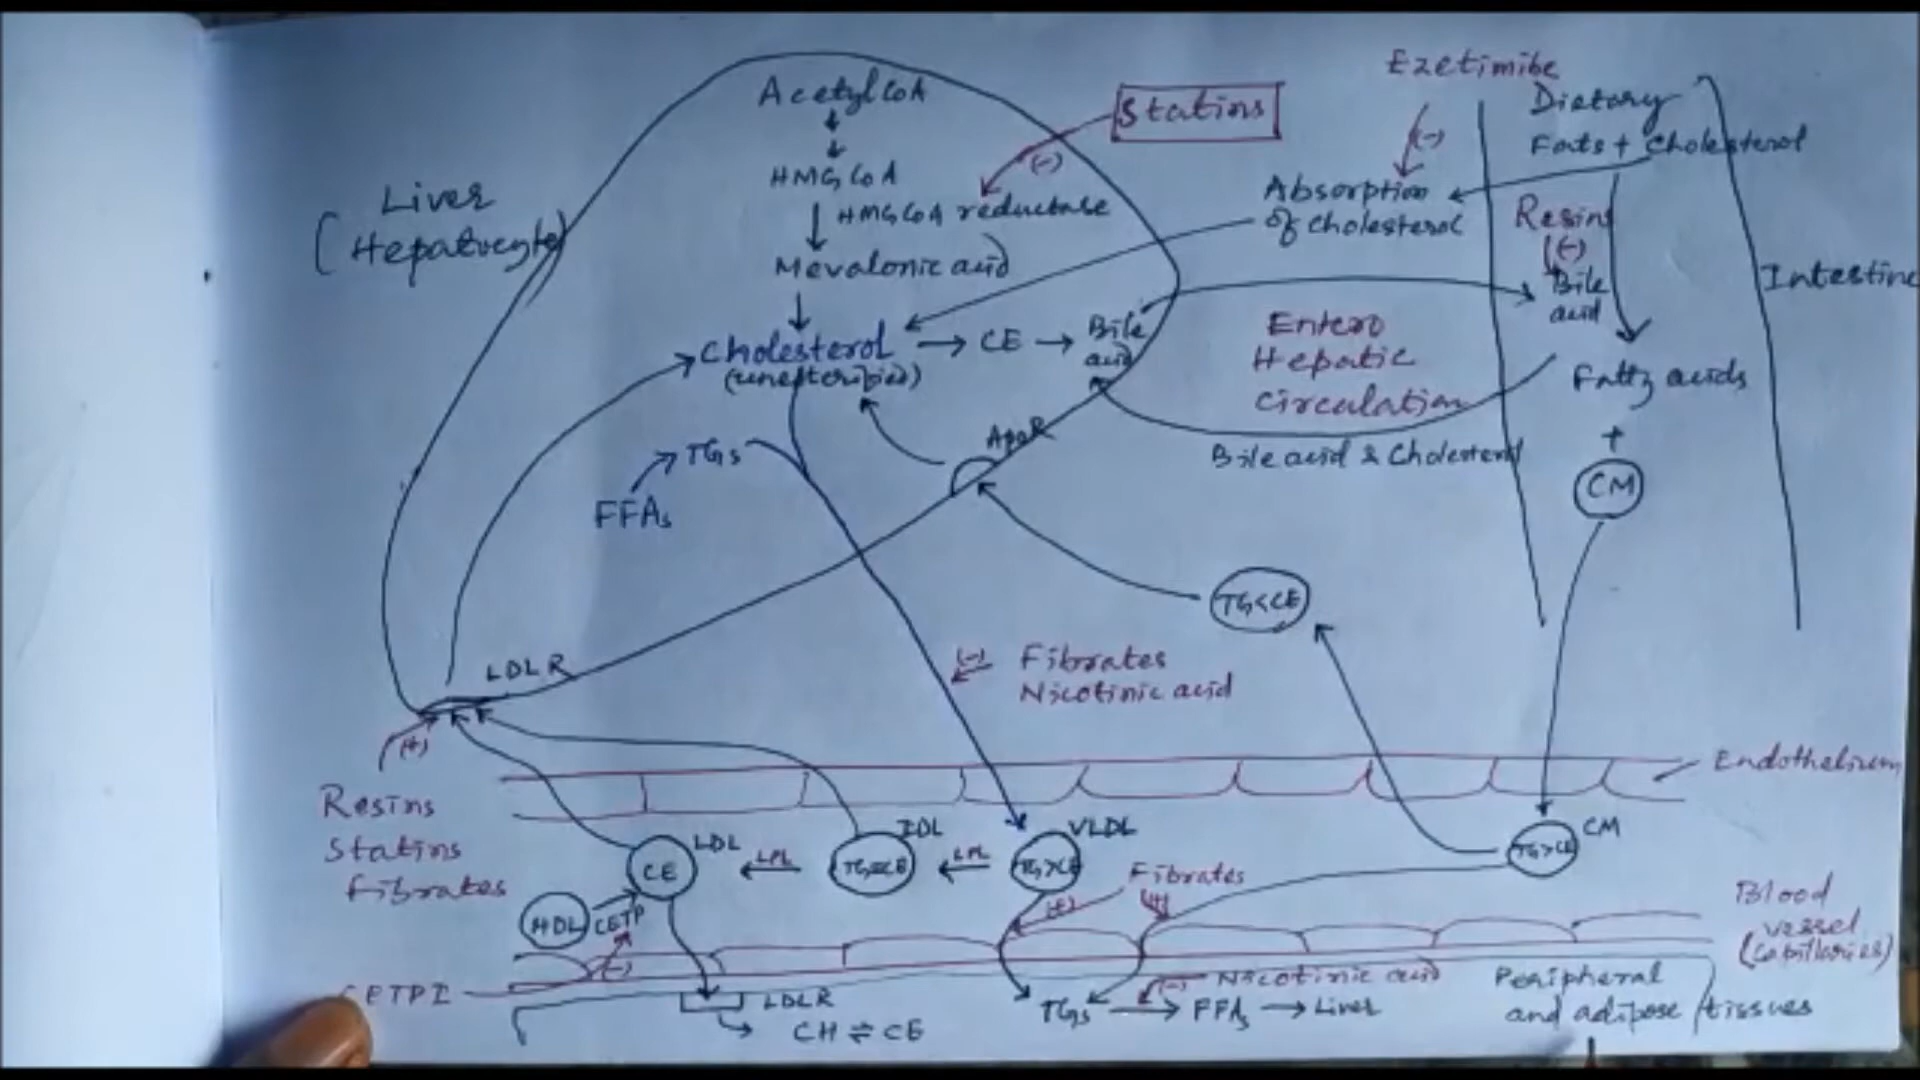 Ezetimibe
Acetyl CoA
Statins
Dietary
Fats + Cholesterol
(-)
(-)
HMG CoA
Absorption
of cholesterol
Liver
(Hepatocyte)
HMG CoA reductase
Resin
(-)
Mevalonic acid
Bile
acid
Intestine
Cholesterol
(unesterified)
CE
Bile
acid
Entero
Hepatic
circulation
Fatty acids
+
CM
ApoR
Bile acid & Cholesterol
TGs
FFAs
TG<CE
LDLR
(-)
Fibrates
Nicotinic acid
(+)
Resins
Statins
Fibrates
Endothelium
LDL
CE
LPL
IDL
TG=CE
LPL
VLDL
TG>CE
CM
TG>CE
Fibrates
(+)
(+)
HDL
CETP
(-)
Blood
vessel
(capillaries)
CETPI
LDLR
CH ⇌ CE
TGs
(-)
Nicotinic acid
FFAs
Liver
Peripheral
and adipose tissues